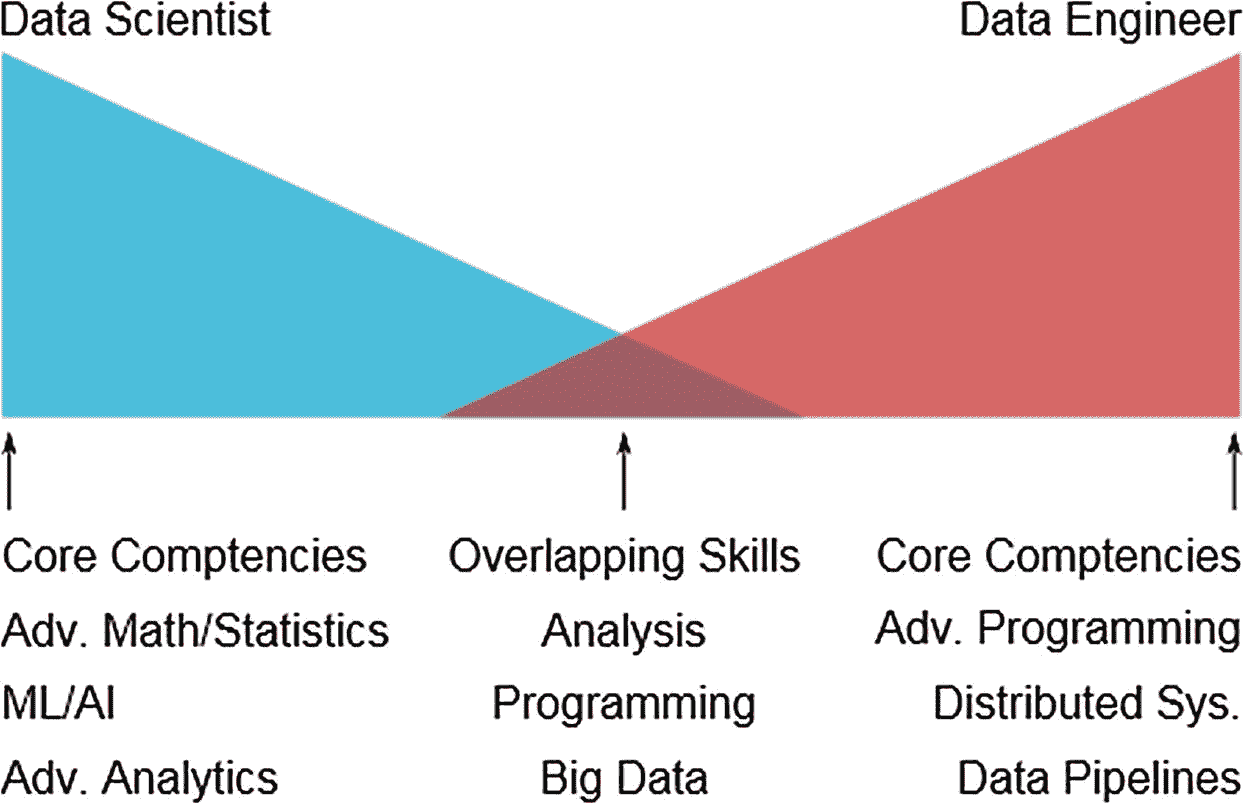 Data Scientist
Data Engineer
Core Comptencies
Adv. Math/Statistics
ML/AI
Adv. Analytics
Overlapping Skills
Analysis
Programming
Big Data
Core Comptencies
Adv. Programming
Distributed Sys.
Data Pipelines